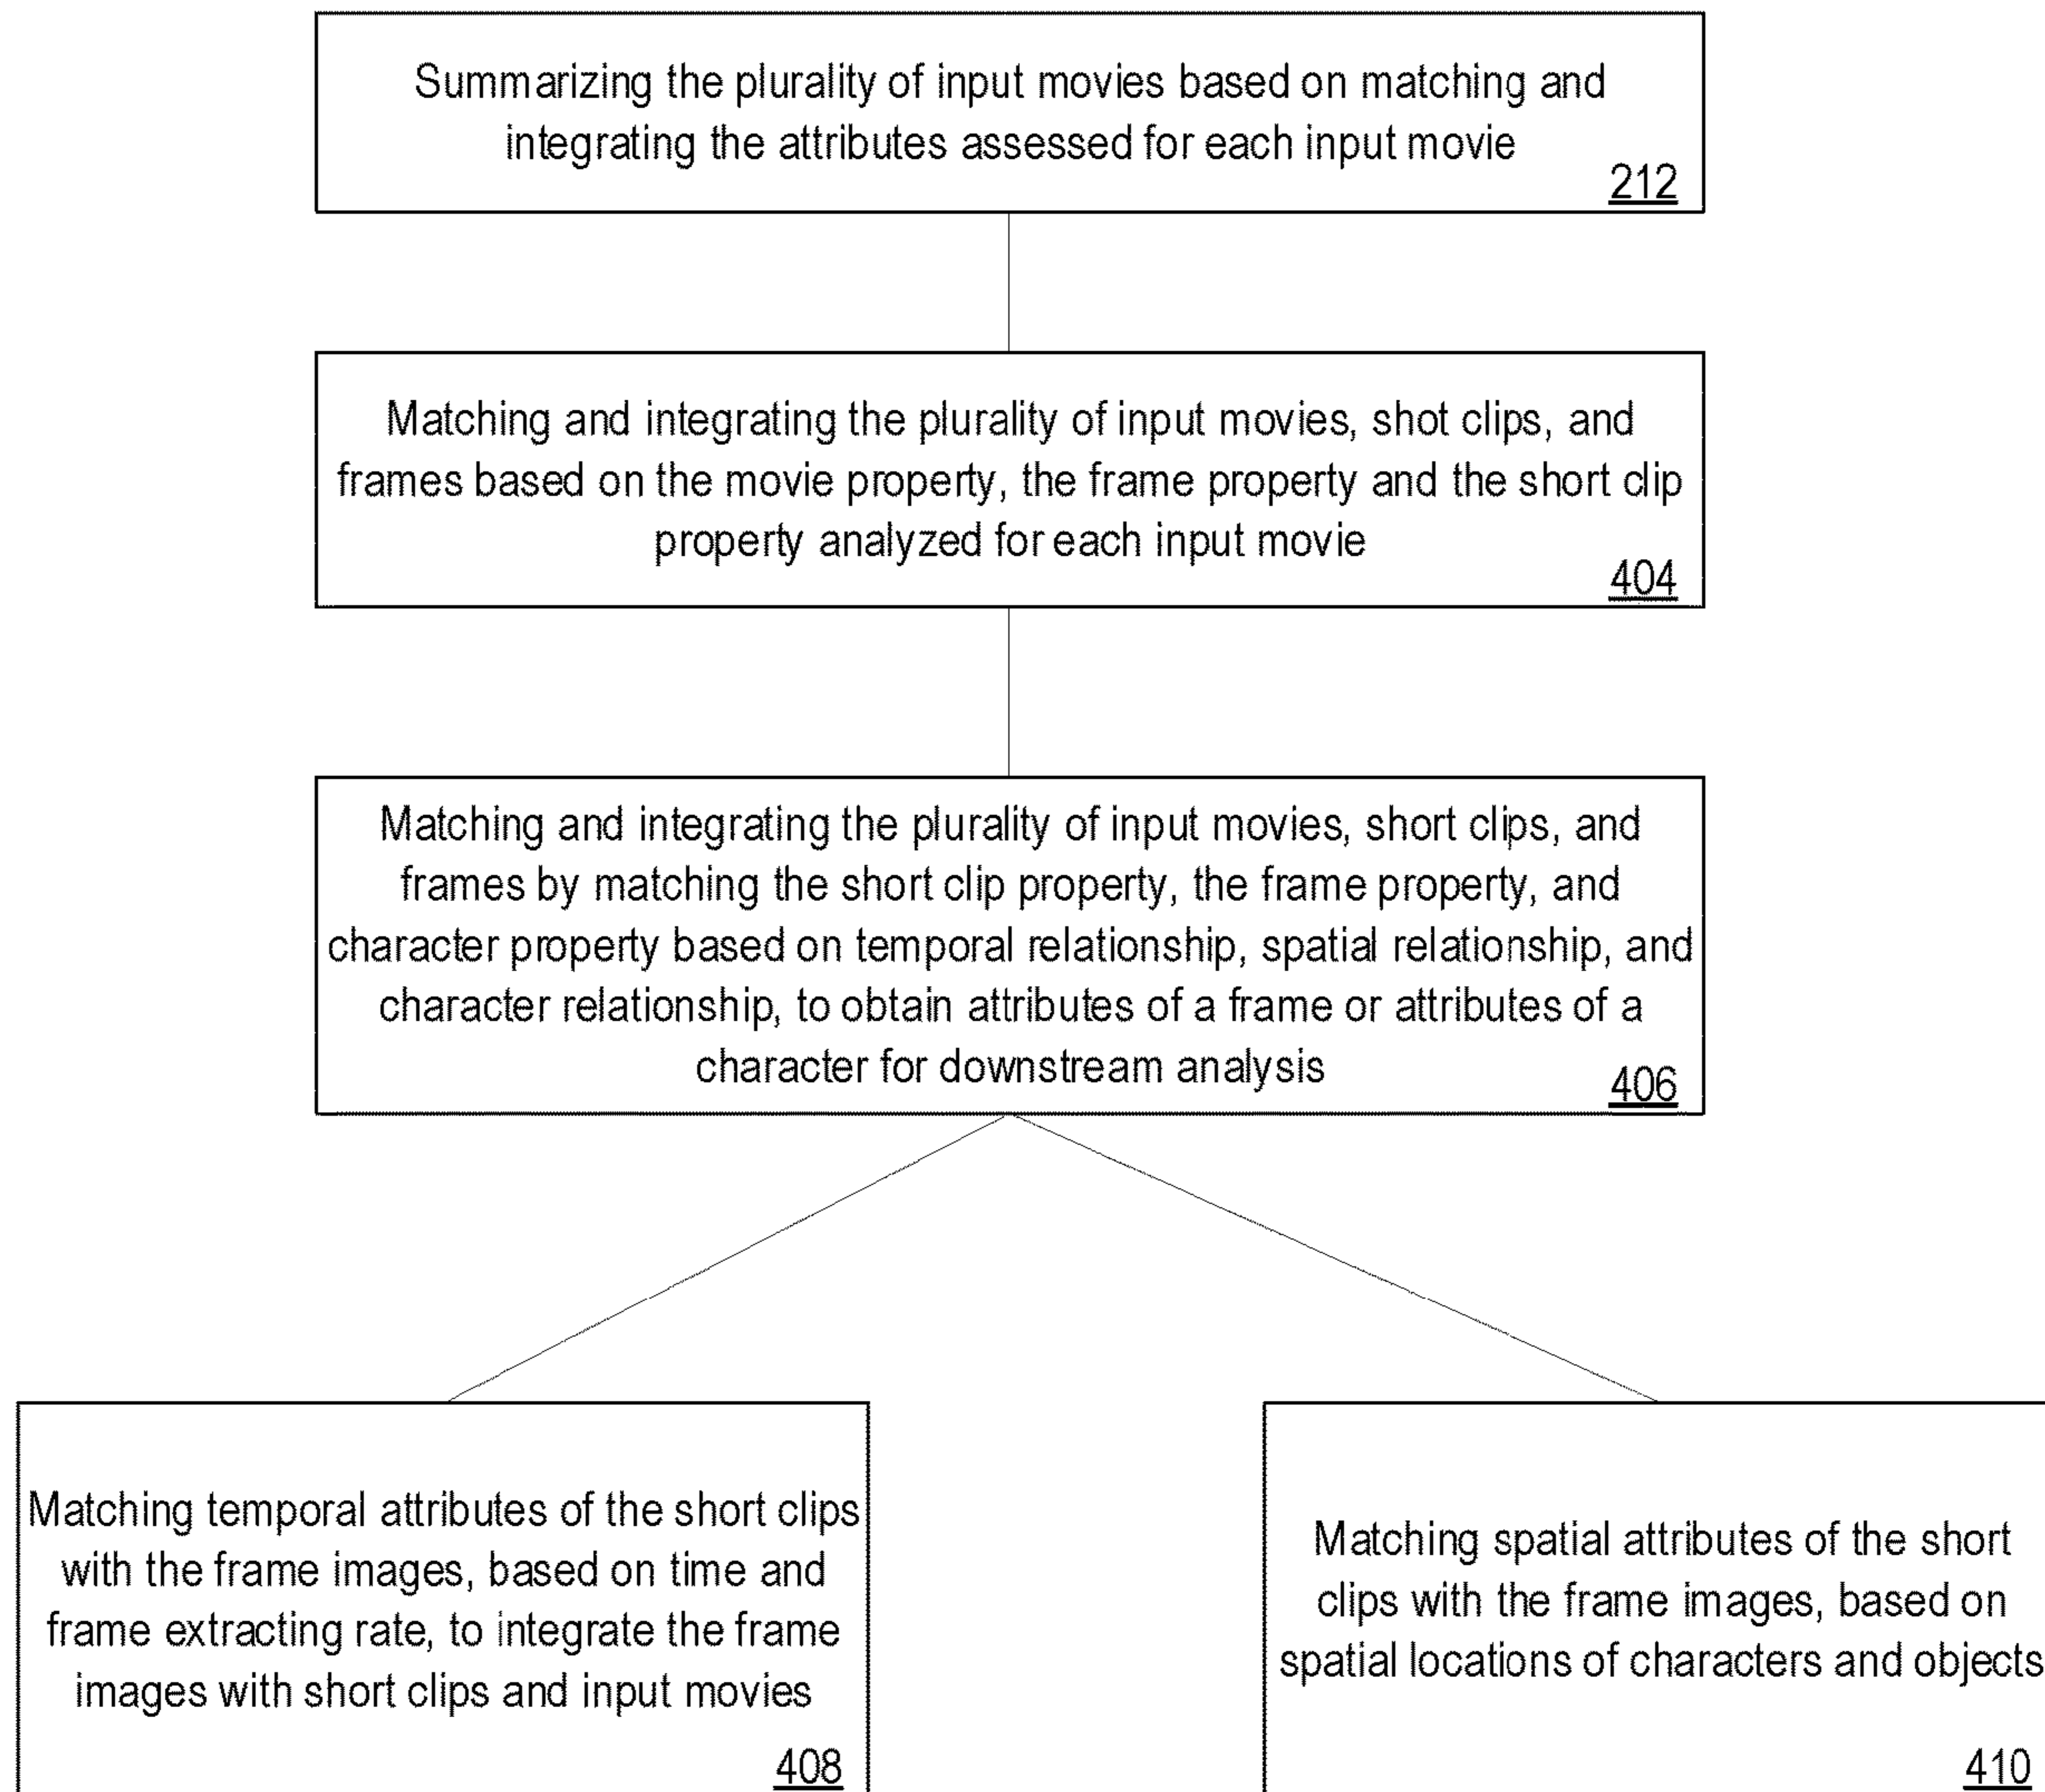 Summarizing the plurality of input movies based on matching and
integrating the attributes assessed for each input movie
212
Matching and integrating the plurality of input movies, shot clips, and
frames based on the movie property, the frame property and the short clip
property analyzed for each input movie
404
Matching and integrating the plurality of input movies, short clips, and
frames by matching the short clip property, the frame property, and
character property based on temporal relationship, spatial relationship, and
character relationship, to obtain attributes of a frame or attributes of a
character for downstream analysis
406
Matching temporal attributes of the short clips
with the frame images, based on time and
frame extracting rate, to integrate the frame
images with short clips and input movies
408
Matching spatial attributes of the short
clips with the frame images, based on
spatial locations of characters and objects
410